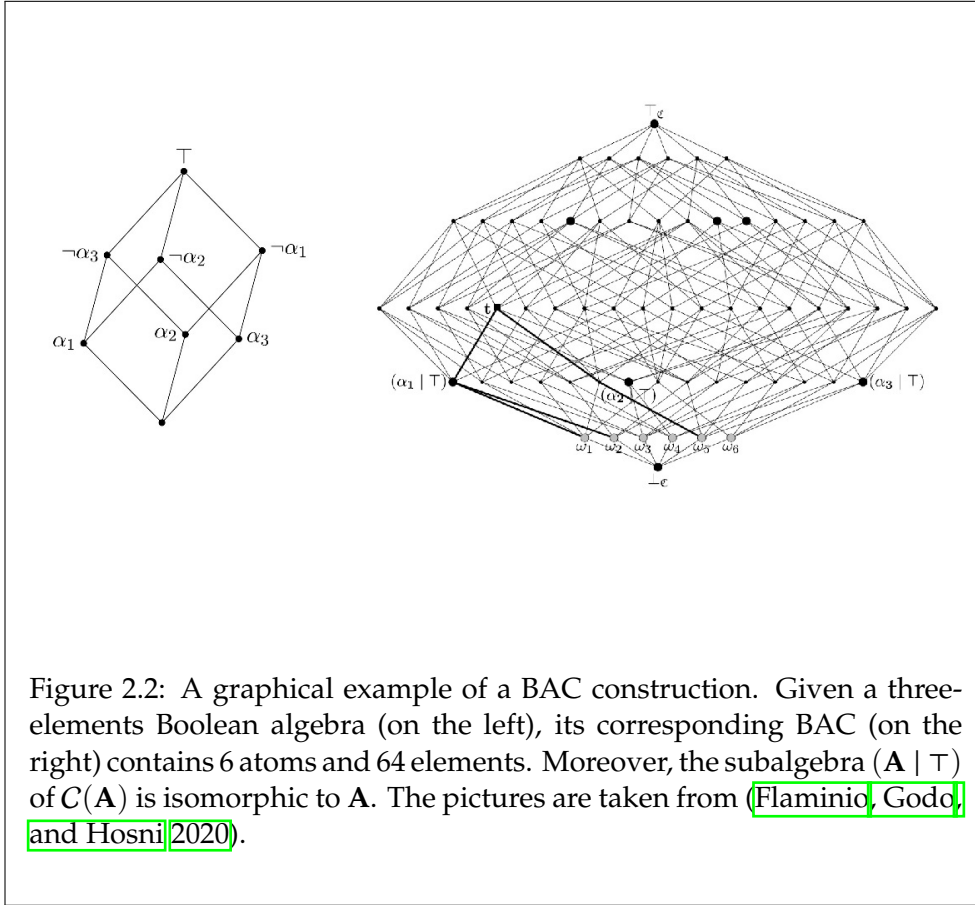 ⊤
¬α3
¬α2
¬α1
α1
α2
α3
⊤ℭ
t
(α1 | ⊤)
(α2 | ⊤)
(α3 | ⊤)
ω1 ω2 ω3 ω4 ω5 ω6
⊥ℭ
Figure 2.2: A graphical example of a BAC construction. Given a three-
elements Boolean algebra (on the left), its corresponding BAC (on the
right) contains 6 atoms and 64 elements. Moreover, the subalgebra (A | ⊤)
of C(A) is isomorphic to A. The pictures are taken from (Flaminio, Godo,
and Hosni 2020).